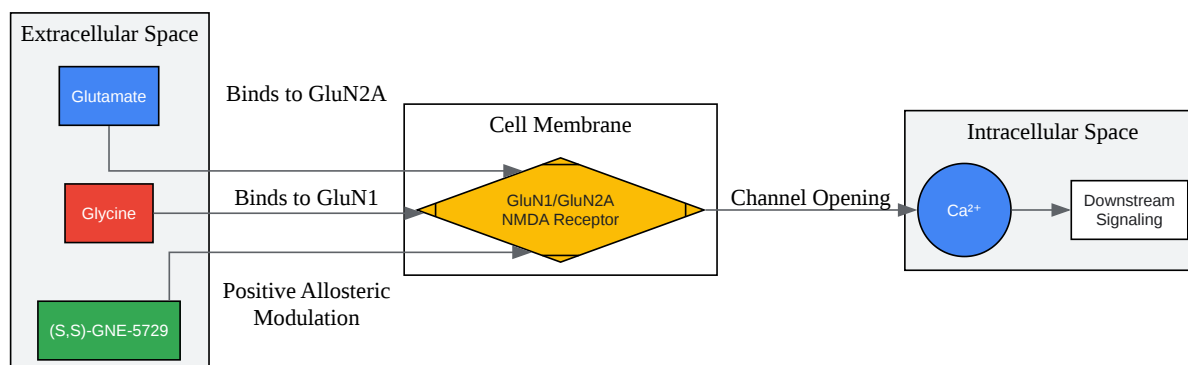 Extracellular Space
Glutamate
Binds to GluN2A
Glycine
Binds to GluN1
(S,S)-GNE-5729
Positive Allosteric
Modulation
Cell Membrane
GluN1/GluN2A
NMDA Receptor
Channel Opening
Intracellular Space
Ca²⁺
Downstream
Signaling